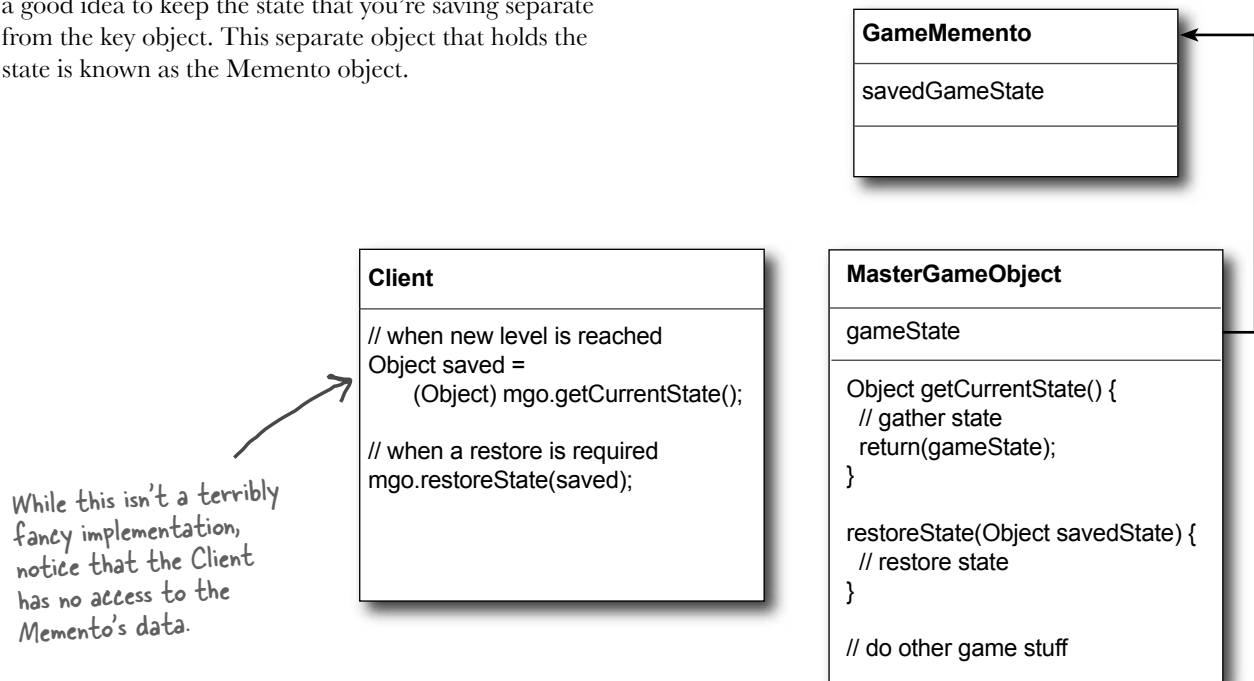 a good idea to keep the state that you're saving separate
from the key object. This separate object that holds the
state is known as the Memento object.
GameMemento
savedGameState
Client
// when new level is reached
Object saved =
(Object) mgo.getCurrentState();
// when a restore is required
mgo.restoreState(saved);
While this isn't a terribly
fancy implementation,
notice that the Client
has no access to the
Memento's data.
MasterGameObject
gameState
Object getCurrentState() {
// gather state
return(gameState);
}
restoreState(Object savedState) {
// restore state
}
// do other game stuff